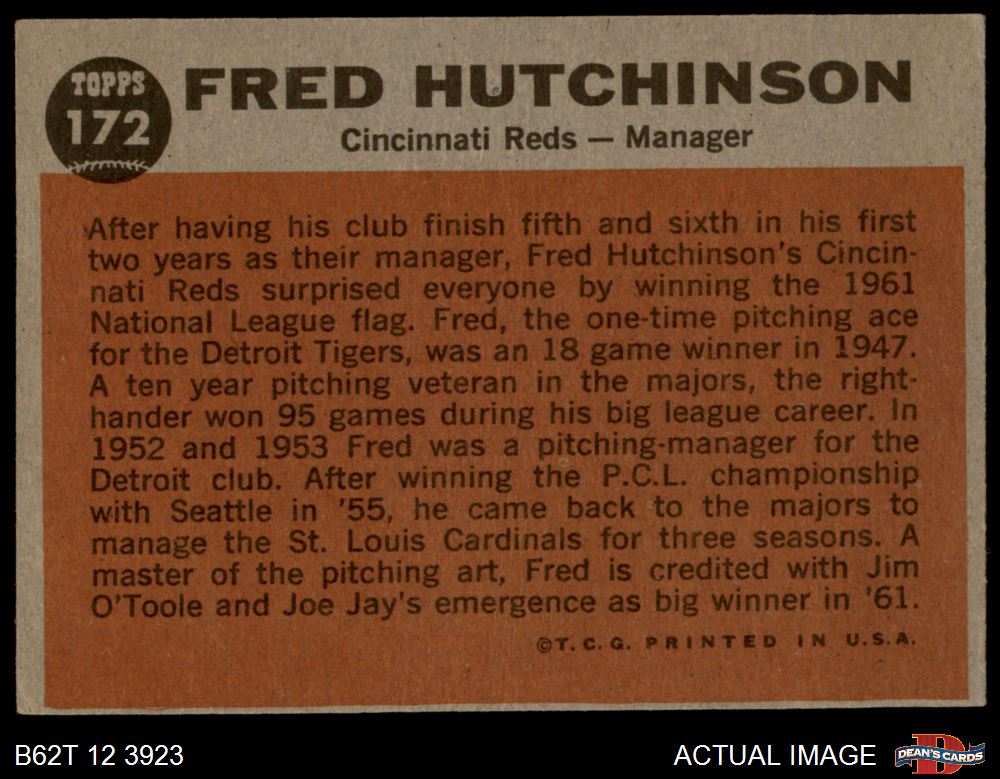 TOPPS
172
FRED HUTCHINSON
Cincinnati Reds — Manager
After having his club finish fifth and sixth in his first
two years as their manager, Fred Hutchinson's Cincin-
nati Reds surprised everyone by winning the 1961
National League flag. Fred, the one-time pitching ace
for the Detroit Tigers, was an 18 game winner in 1947.
A ten year pitching veteran in the majors, the right-
hander won 95 games during his big league career. In
1952 and 1953 Fred was a pitching-manager for the
Detroit club. After winning the P.C.L. championship
with Seattle in '55, he came back to the majors to
manage the St. Louis Cardinals for three seasons. A
master of the pitching art, Fred is credited with Jim
O'Toole and Joe Jay's emergence as big winner in '61.
©T. C. G. PRINTED IN U.S.A.
B62T 12 3923
ACTUAL IMAGE
D
DEAN'S CARDS